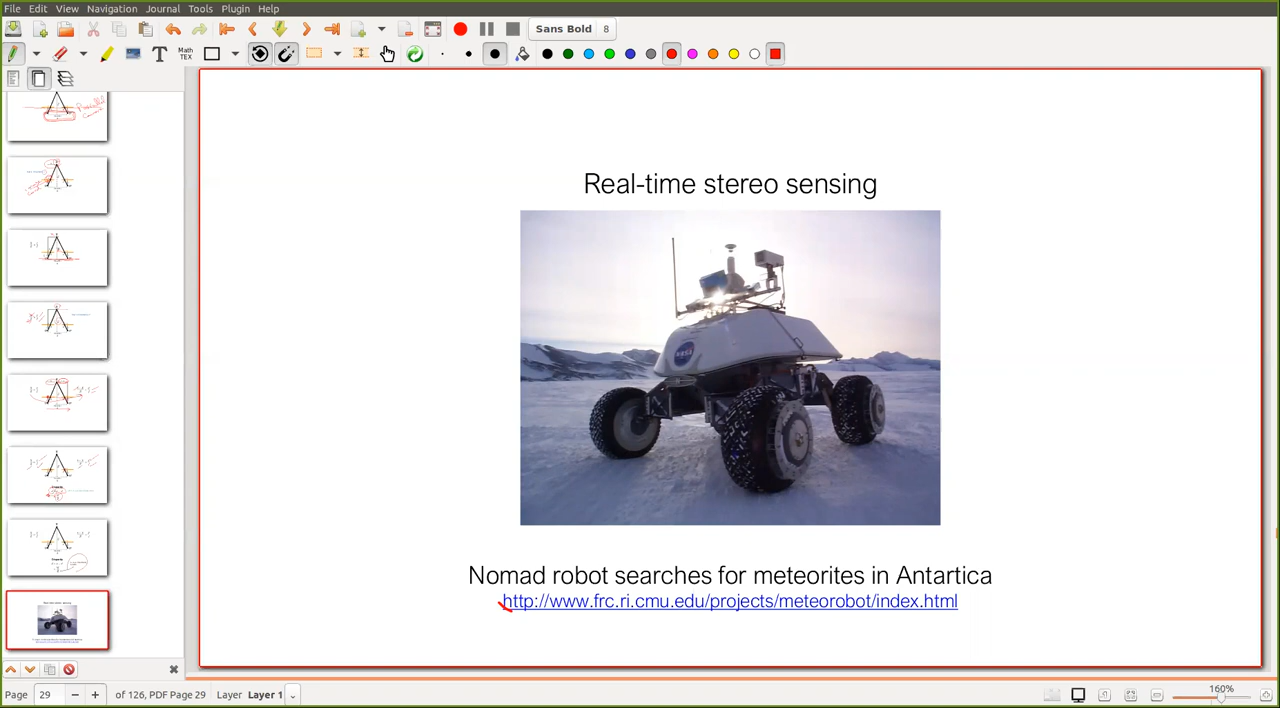 File Edit View Navigation Journal Tools Plugin Help
Sans Bold 8
Math TEX
Real-time stereo sensing
NASA
Nomad robot searches for meteorites in Antartica
http://www.frc.ri.cmu.edu/projects/meteorobot/index.html
Page 29 of 126, PDF Page 29 Layer Layer 1 160%